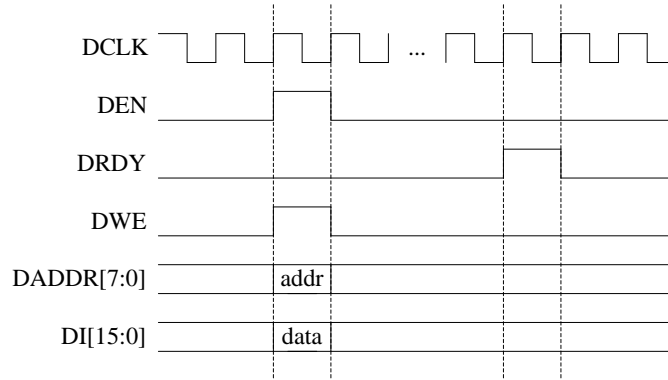 DCLK ...
DEN
DRDY
DWE
DADDR[7:0] addr
DI[15:0] data